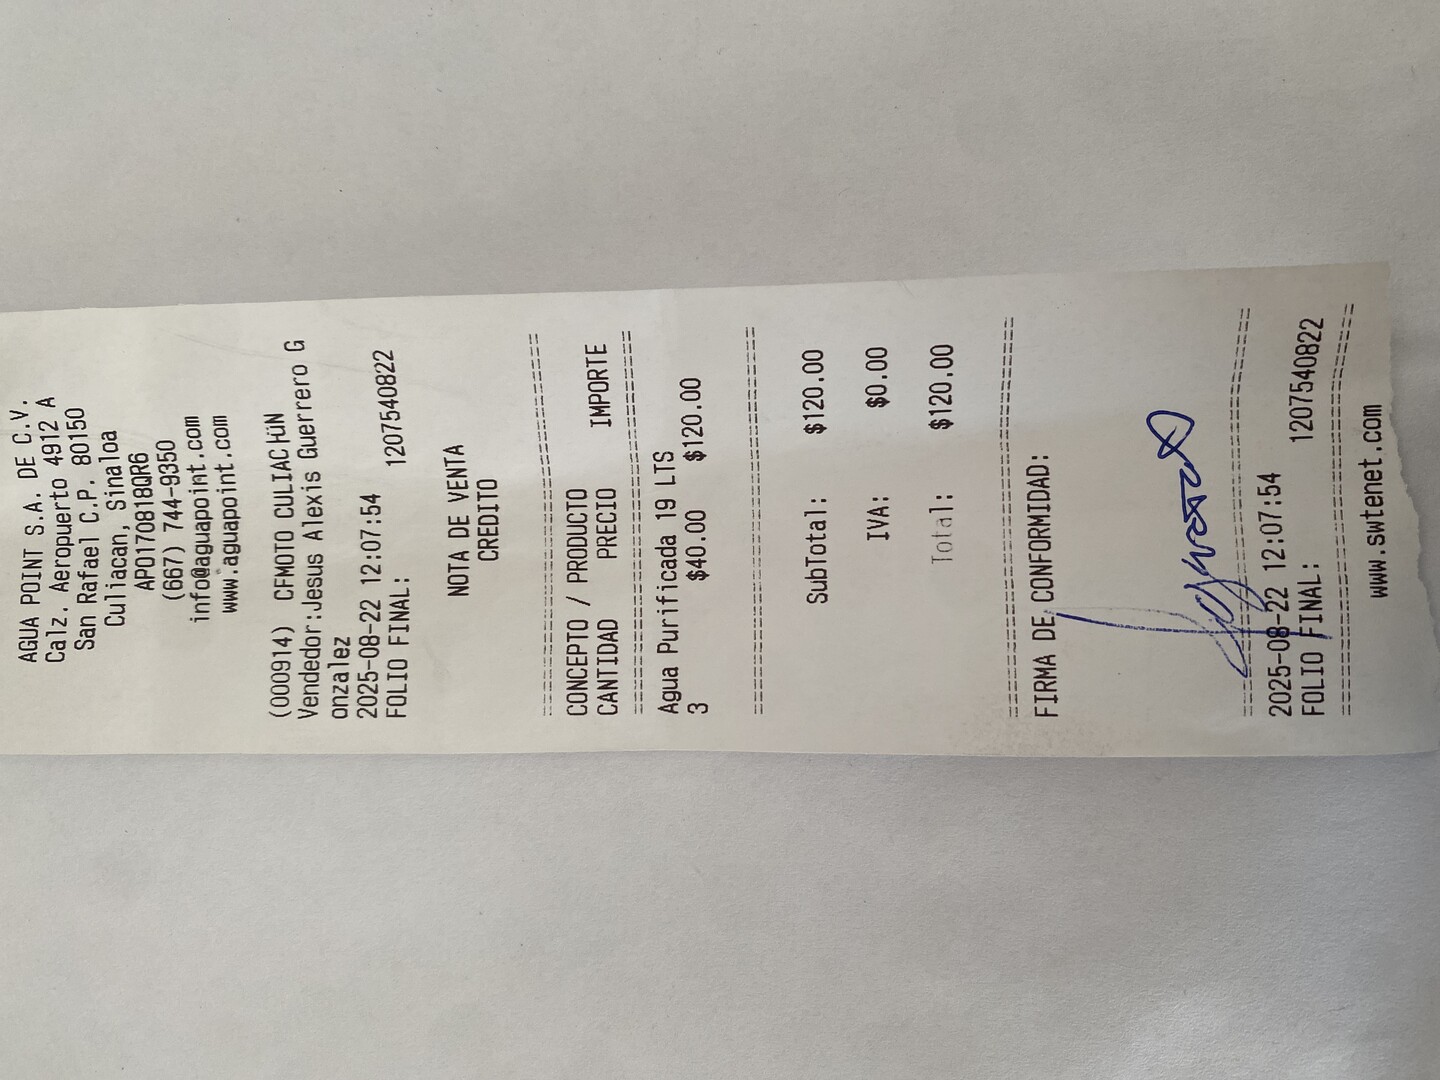 AGUA POINT S.A. DE C.V.
Calz. Aeropuerto 4912 A
San Rafael C.P. 80150
Culiacan, Sinaloa
APO170818QR6
(667) 744-9350
info@aguapoint.com
www.aguapoint.com
(000914) CFMOTO CULIAC
Vendedor:Jesus Alexis Guerrero G
onzalez
2025-08-22 12:07:54
FOLIO FINAL: 1207540822
NOTA DE VENTA
CREDITO
CONCEPTO / PRODUCTO
CANTIDAD PRECIO IMPORTE
Agua Purificada 19 LTS
3 $40.00 $120.00
SubTotal: $120.00
IVA: $0.00
Total: $120.00
FIRMA DE CONFORMIDAD:
2025-08-22 12:07:54
FOLIO FINAL: 1207540822
www.swtenet.com